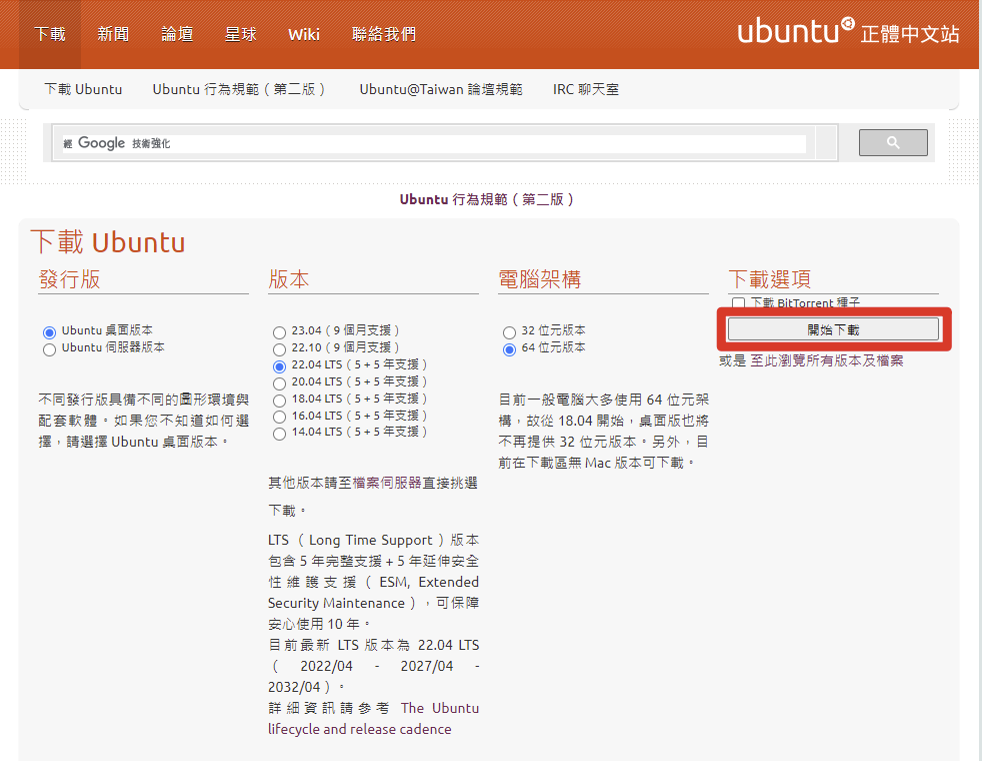 下載 新聞 論壇 星球 Wiki 聯絡我們
ubuntu 正體中文站
下載 Ubuntu Ubuntu 行為規範（第二版） Ubuntu@Taiwan 論壇規範 IRC 聊天室
經 Google 技術強化
Ubuntu 行為規範（第二版）
下載 Ubuntu
發行版
Ubuntu 桌面版本
Ubuntu 伺服器版本
不同發行版具備不同的圖形環境與
配套軟體。如果您不知道如何選
擇，請選擇 Ubuntu 桌面版本。
版本
23.04（9 個月支援）
22.10（9 個月支援）
22.04 LTS（5 + 5 年支援）
20.04 LTS（5 + 5 年支援）
18.04 LTS（5 + 5 年支援）
16.04 LTS（5 + 5 年支援）
14.04 LTS（5 + 5 年支援）
其他版本請至檔案伺服器直接挑選
下載。
LTS （ Long Time Support ）版本
包含 5 年完整支援 + 5 年延伸安全
性維護支援（ ESM, Extended
Security Maintenance ），可保障
安心使用 10 年。
目前最新 LTS 版本為 22.04 LTS
（ 2022/04 - 2027/04 -
2032/04 ）。
詳細資訊請參考 The Ubuntu
lifecycle and release cadence
電腦架構
32 位元版本
64 位元版本
目前一般電腦大多使用 64 位元架
構，故從 18.04 開始，桌面版也將
不再提供 32 位元版本。另外，目
前在下載區無 Mac 版本可下載。
下載選項
下載 BitTorrent 種子
開始下載
或是 至此瀏覽所有版本及檔案